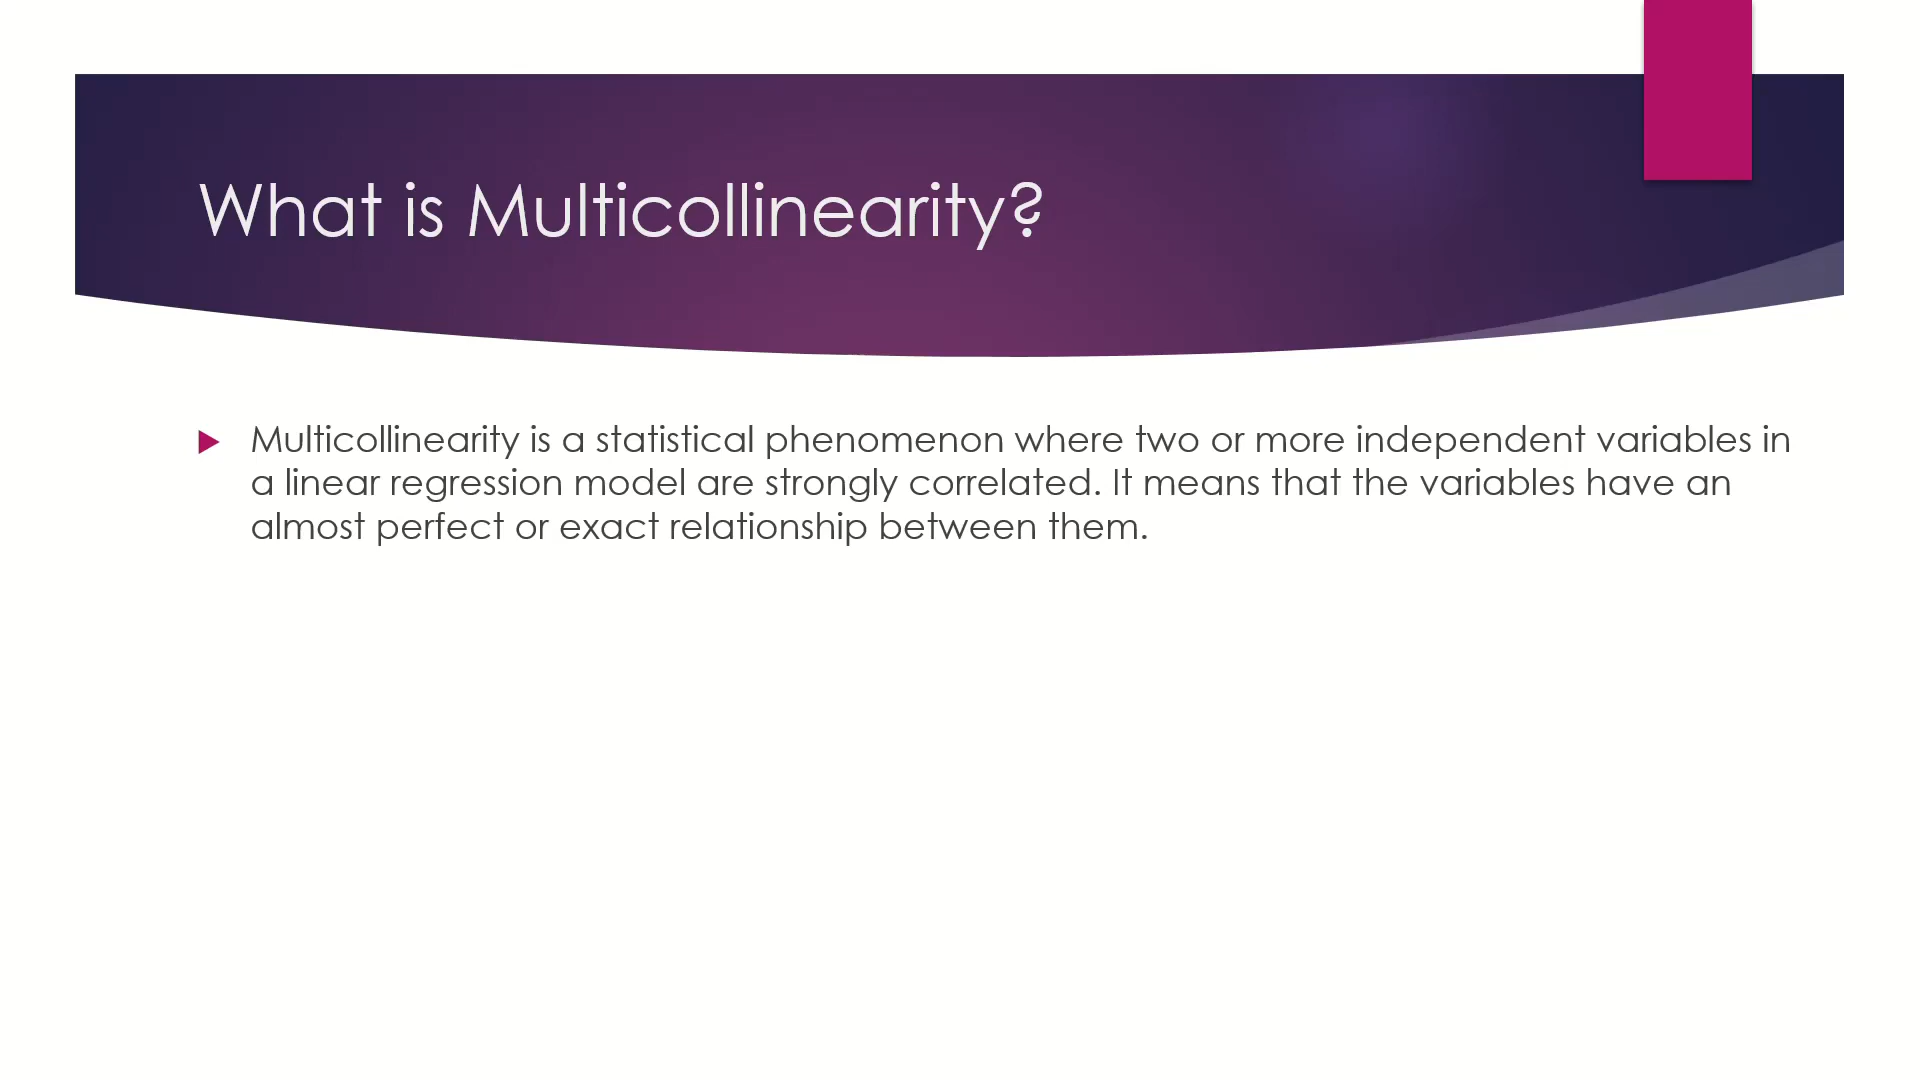 What is Multicollinearity?
Multicollinearity is a statistical phenomenon where two or more independent variables in
a linear regression model are strongly correlated. It means that the variables have an
almost perfect or exact relationship between them.